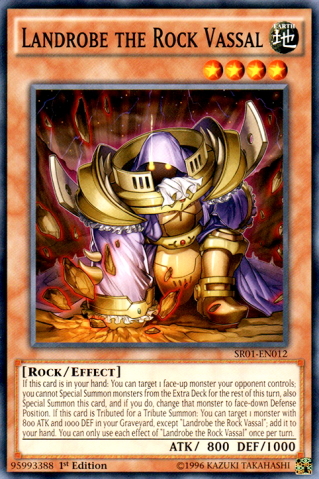 LANDROBE THE ROCK VASSAL
EARTH
地
SR01-EN012
[ROCK/EFFECT]
If this card is in your hand: You can target 1 face-up monster your opponent controls;
you cannot Special Summon monsters from the Extra Deck for the rest of this turn, also
Special Summon this card, and if you do, change that monster to face-down Defense
Position. If this card is Tributed for a Tribute Summon: You can target 1 monster with
800 ATK and 1000 DEF in your Graveyard, except "Landrobe the Rock Vassal"; add it to
your hand. You can only use each effect of "Landrobe the Rock Vassal" once per turn.
ATK/ 800 DEF/1000
95993388 1st Edition ©1996 KAZUKI TAKAHASHI